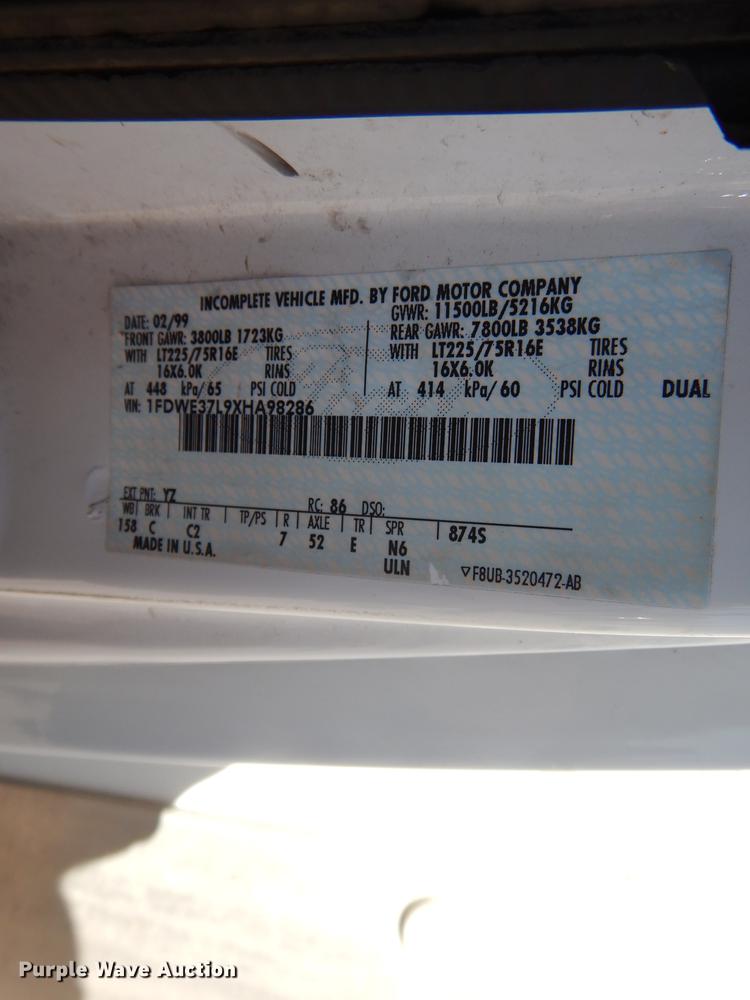 INCOMPLETE VEHICLE MFD. BY FORD MOTOR COMPANY
DATE: 02/99 GVWR: 11500LB/5216KG
FRONT GAWR: 3800LB 1723KG REAR GAWR: 7800LB 3538KG
WITH LT225/75R16E TIRES WITH LT225/75R16E TIRES
16X6.0K RIMS 16X6.0K RIMS
AT 448 kPa/65 PSI COLD AT 414 kPa/60 PSI COLD DUAL
VIN: 1FDWE37L9XHA98286
EXT PNT: YZ RC: 86 DSO:
WB BRK INT TR TP/PS R AXLE TR SPR 874S
158 C C2 7 52 E N6
MADE IN U.S.A. ULN ▽F8UB-3520472-AB
Purple Wave Auction